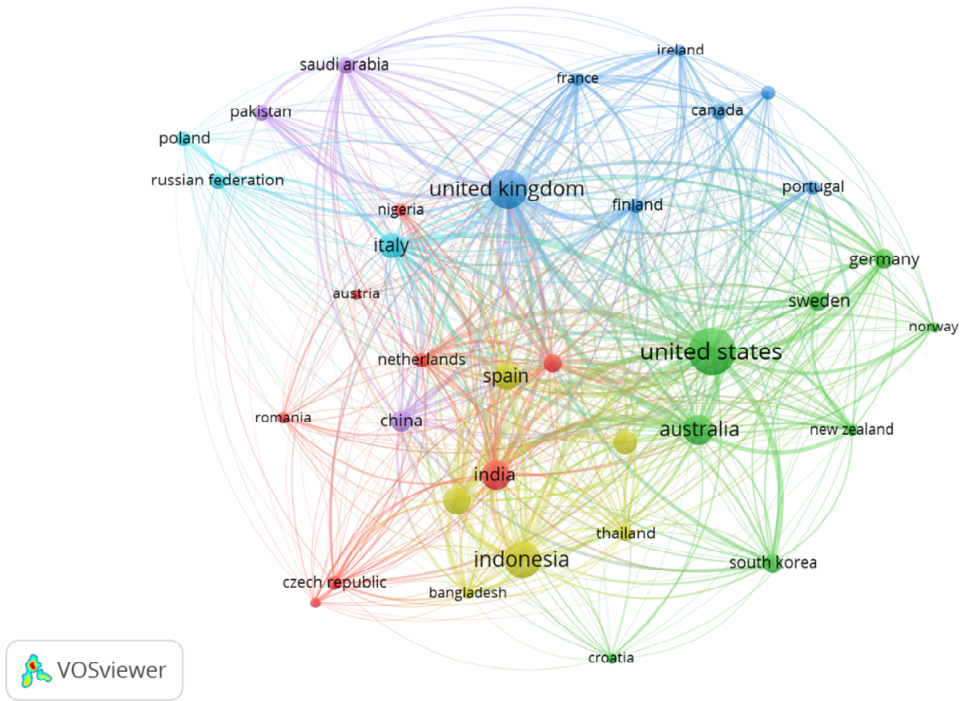 ireland
saudi arabia
france
pakistan
canada
poland
russian federation
united kingdom
portugal
finland
nigeria
italy
germany
austria
sweden
norway
united states
netherlands
spain
romania
china
australia
new zealand
india
thailand
indonesia
south korea
czech republic
bangladesh
croatia
VOSviewer